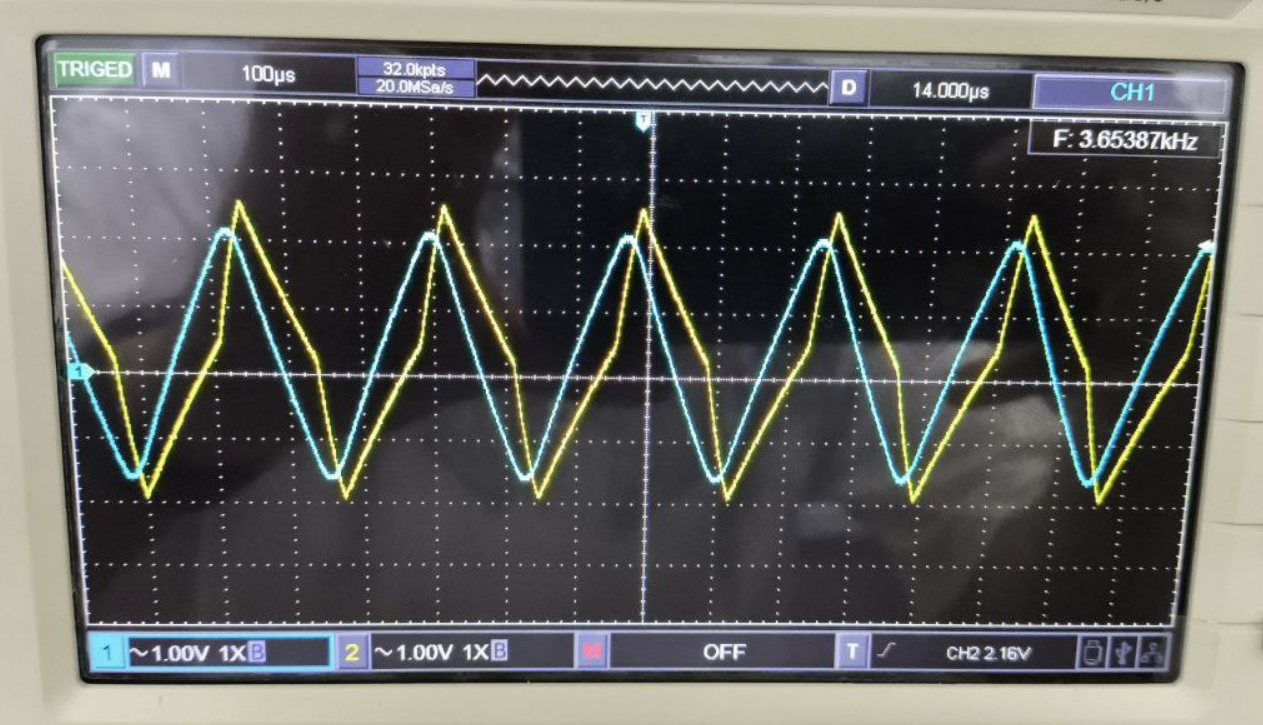 TRIGED M 100μs 32.0kpts D 14.000μs CH1
20.0MSa/s
T
F: 3.65387kHz
1
1 ~1.00V 1X B 2 ~1.00V 1X B M OFF T CH2 2.16V